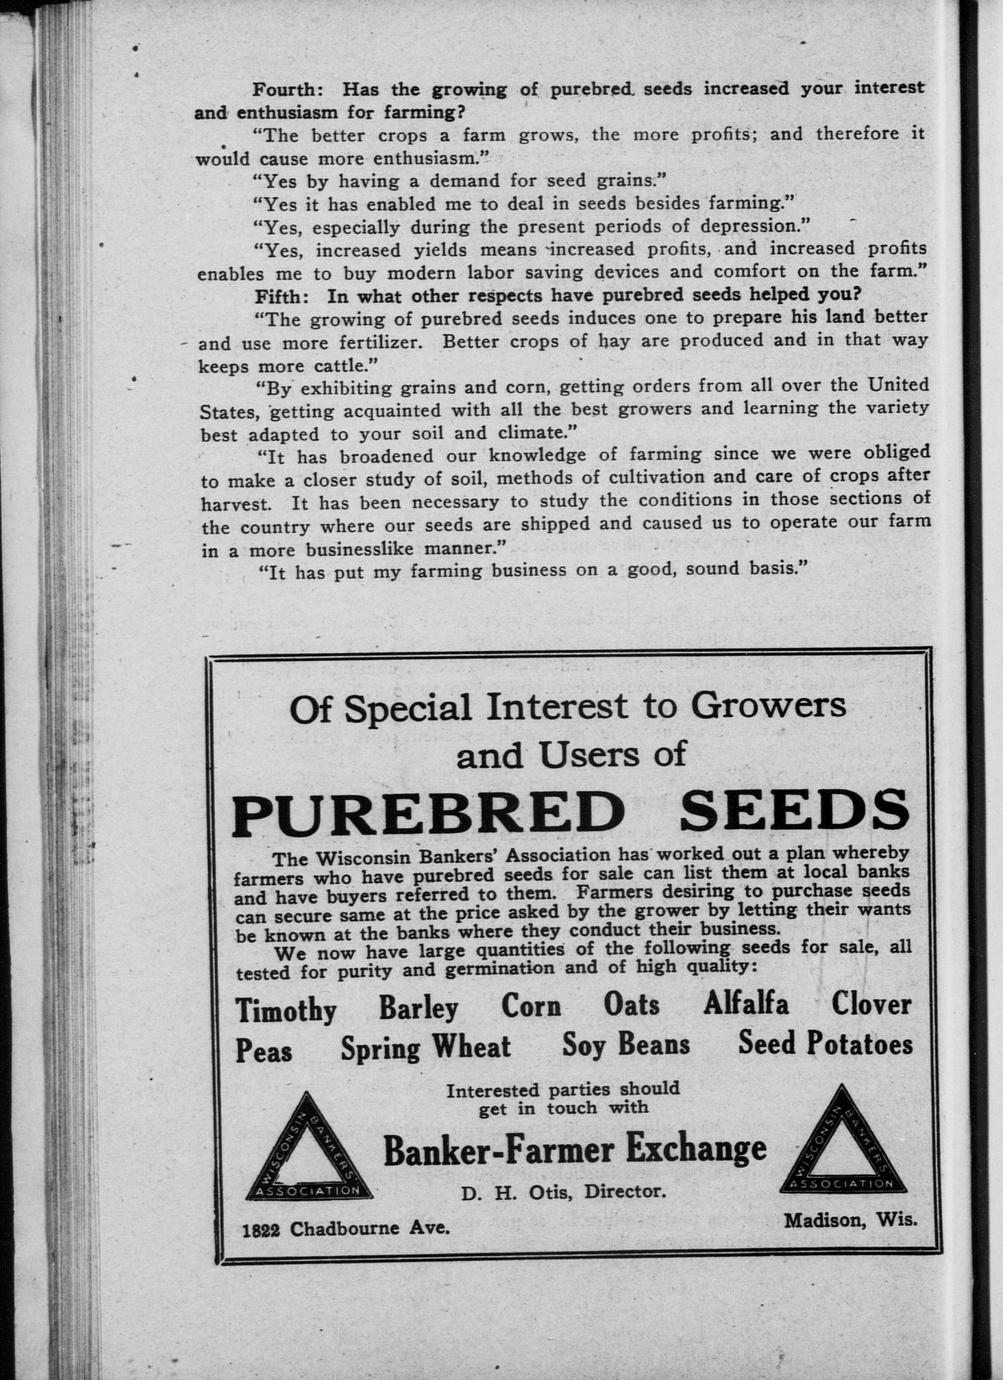 Fourth: Has the growing of purebred seeds increased your interest
and enthusiasm for farming?
“The better crops a farm grows, the more profits; and therefore it
would cause more enthusiasm.”
“Yes by having a demand for seed grains.”
“Yes it has enabled me to deal in seeds besides farming.”
“Yes, especially during the present periods of depression.”
“Yes, increased yields means increased profits, and increased profits
enables me to buy modern labor saving devices and comfort on the farm.”
Fifth: In what other respects have purebred seeds helped you?
“The growing of purebred seeds induces one to prepare his land better
and use more fertilizer. Better crops of hay are produced and in that way
keeps more cattle.”
“By exhibiting grains and corn, getting orders from all over the United
States, getting acquainted with all the best growers and learning the variety
best adapted to your soil and climate.”
“It has broadened our knowledge of farming since we were obliged
to make a closer study of soil, methods of cultivation and care of crops after
harvest. It has been necessary to study the conditions in those sections of
the country where our seeds are shipped and caused us to operate our farm
in a more businesslike manner.”
“It has put my farming business on a good, sound basis.”
Of Special Interest to Growers
and Users of
PUREBRED SEEDS
The Wisconsin Bankers’ Association has worked out a plan whereby
farmers who have purebred seeds for sale can list them at local banks
and have buyers referred to them. Farmers desiring to purchase seeds
can secure same at the price asked by the grower by letting their wants
be known at the banks where they conduct their business.
We now have large quantities of the following seeds for sale, all
tested for purity and germination and of high quality:
Timothy Barley Corn Oats Alfalfa Clover
Peas Spring Wheat Soy Beans Seed Potatoes
Interested parties should
get in touch with
Banker-Farmer Exchange
D. H. Otis, Director.
WISCONSIN BANKERS' ASSOCIATION
WISCONSIN BANKERS' ASSOCIATION
1822 Chadbourne Ave. Madison, Wis.